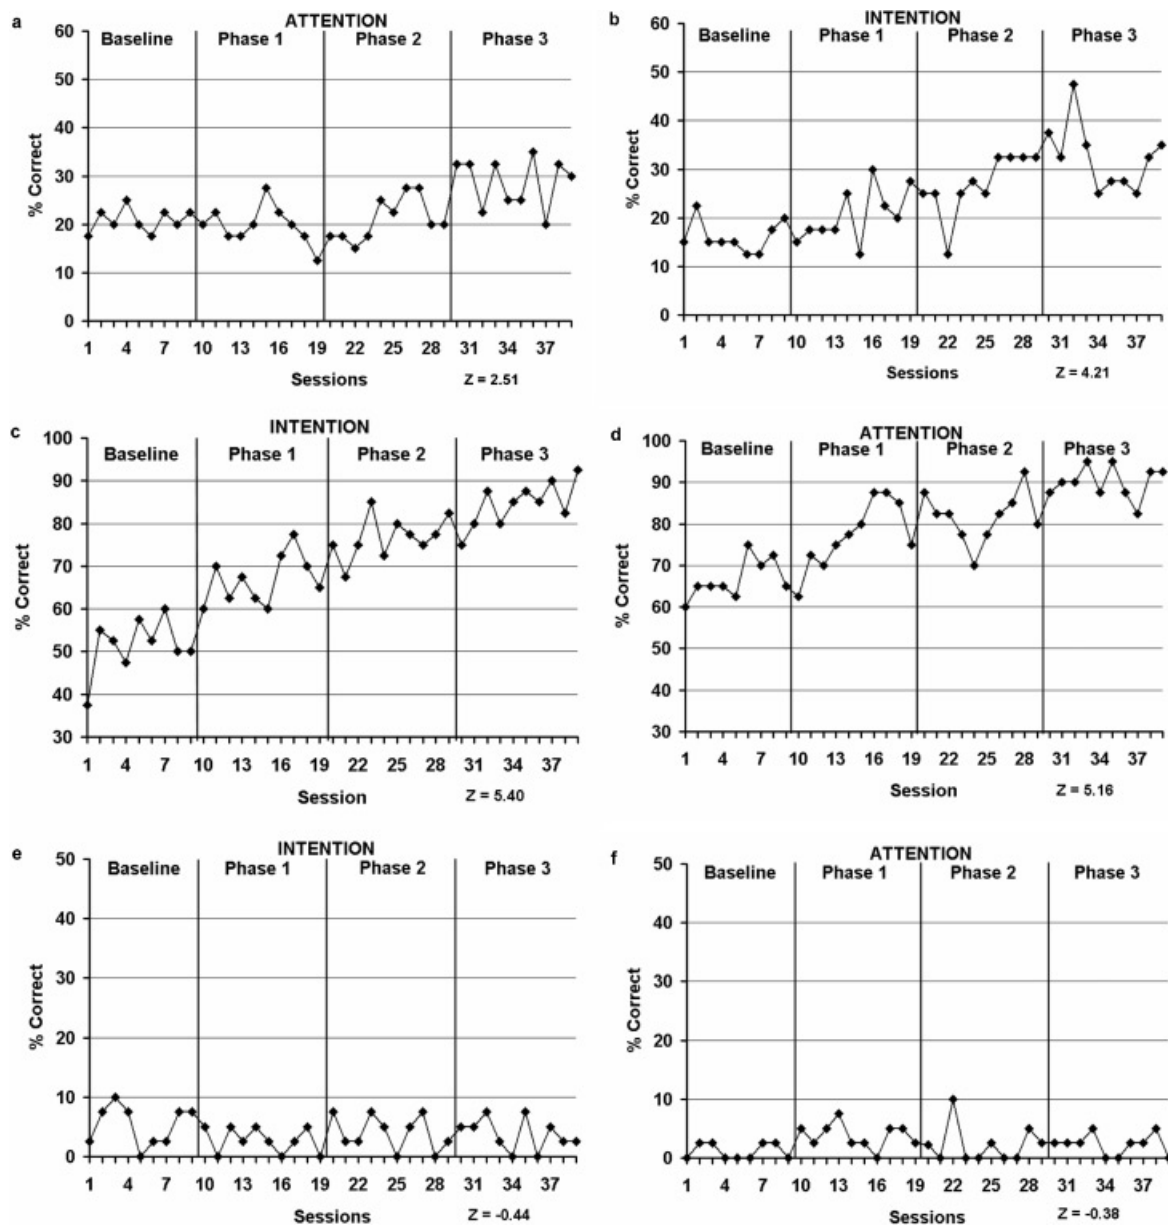 a
ATTENTION
Baseline Phase 1 Phase 2 Phase 3
60
50
40
30
20
10
0
% Correct
1 4 7 10 13 16 19 22 25 28 31 34 37
Sessions
Z = 2.51
b
INTENTION
Baseline Phase 1 Phase 2 Phase 3
60
50
40
30
20
10
0
% Correct
1 4 7 10 13 16 19 22 25 28 31 34 37
Sessions
Z = 4.21
c
INTENTION
Baseline Phase 1 Phase 2 Phase 3
100
90
80
70
60
50
40
30
% Correct
1 4 7 10 13 16 19 22 25 28 31 34 37
Session
Z = 5.40
d
ATTENTION
Baseline Phase 1 Phase 2 Phase 3
100
90
80
70
60
50
40
30
% Correct
1 4 7 10 13 16 19 22 25 28 31 34 37
Session
Z = 5.16
e
INTENTION
Baseline Phase 1 Phase 2 Phase 3
50
40
30
20
10
0
% Correct
1 4 7 10 13 16 19 22 25 28 31 34 37
Sessions
Z = -0.44
f
ATTENTION
Baseline Phase 1 Phase 2 Phase 3
50
40
30
20
10
0
% Correct
1 4 7 10 13 16 19 22 25 28 31 34 37
Sessions
Z = -0.38